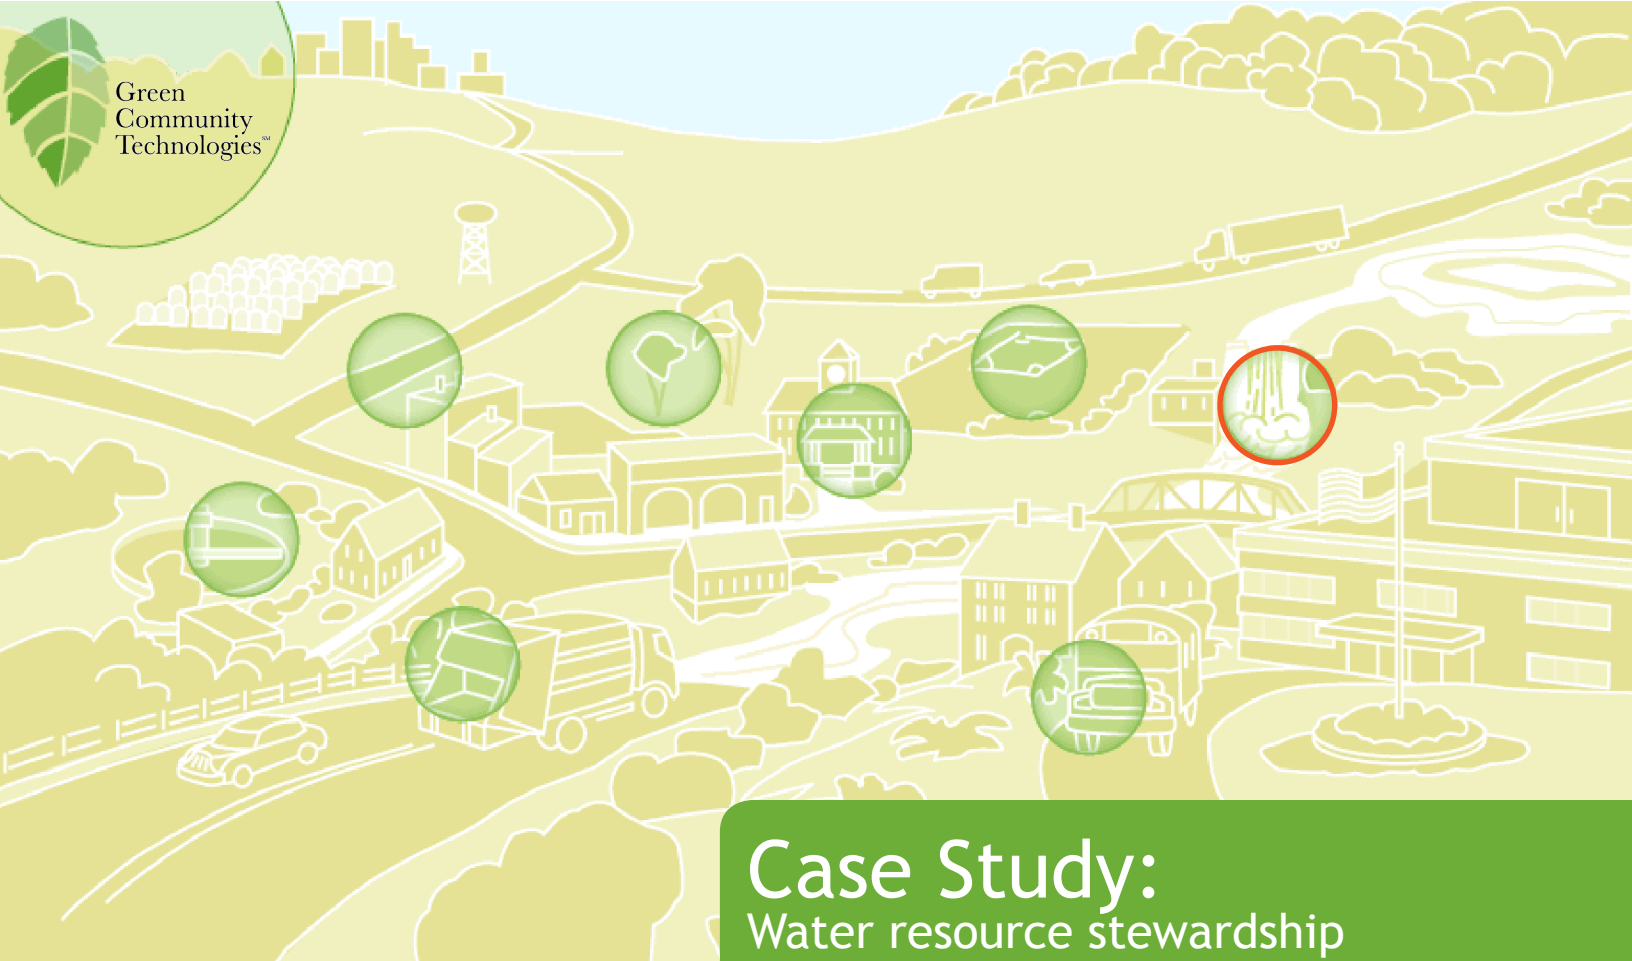 Green
Community
Technologies℠
Case Study:
Water resource stewardship